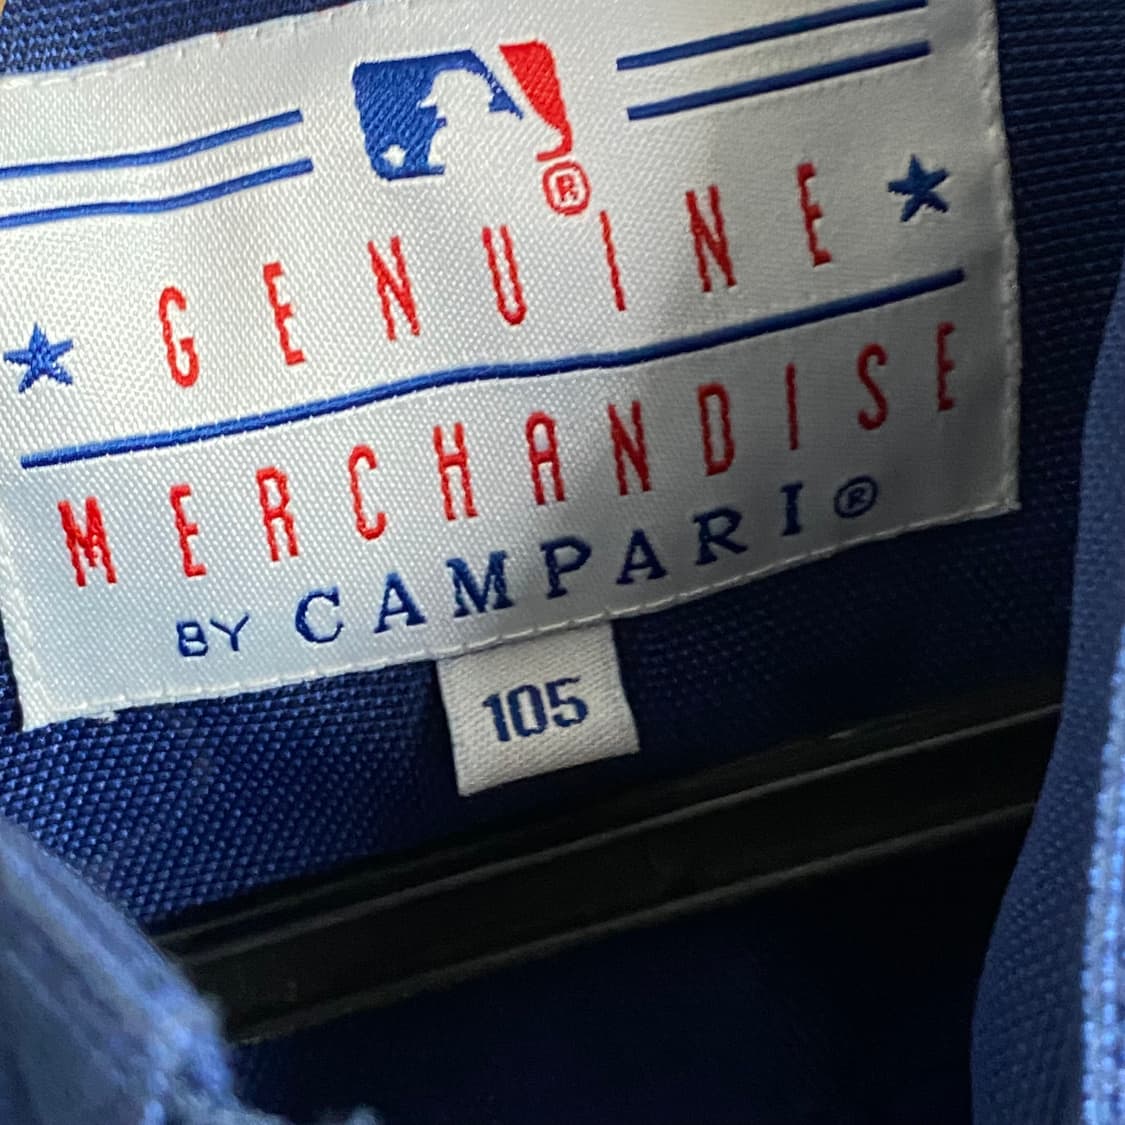 ®
GENUINE
MERCHANDISE
BY CAMPARI®
105